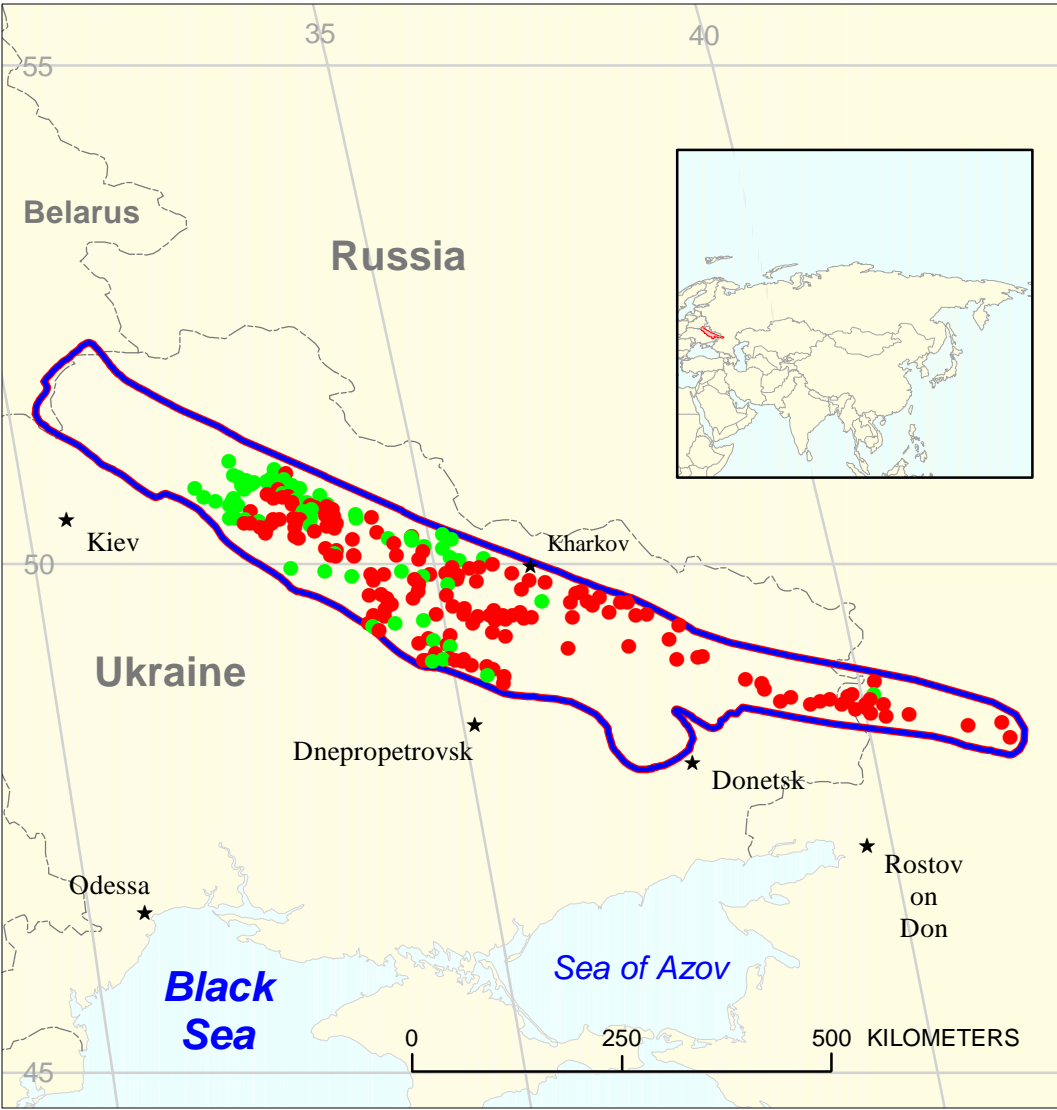 35
40
55
Belarus
Russia
Kiev
50
Kharkov
Ukraine
Dnepropetrovsk
Donetsk
Odessa
Rostov
on
Don
Sea of Azov
Black
Sea
0 250 500 KILOMETERS
45